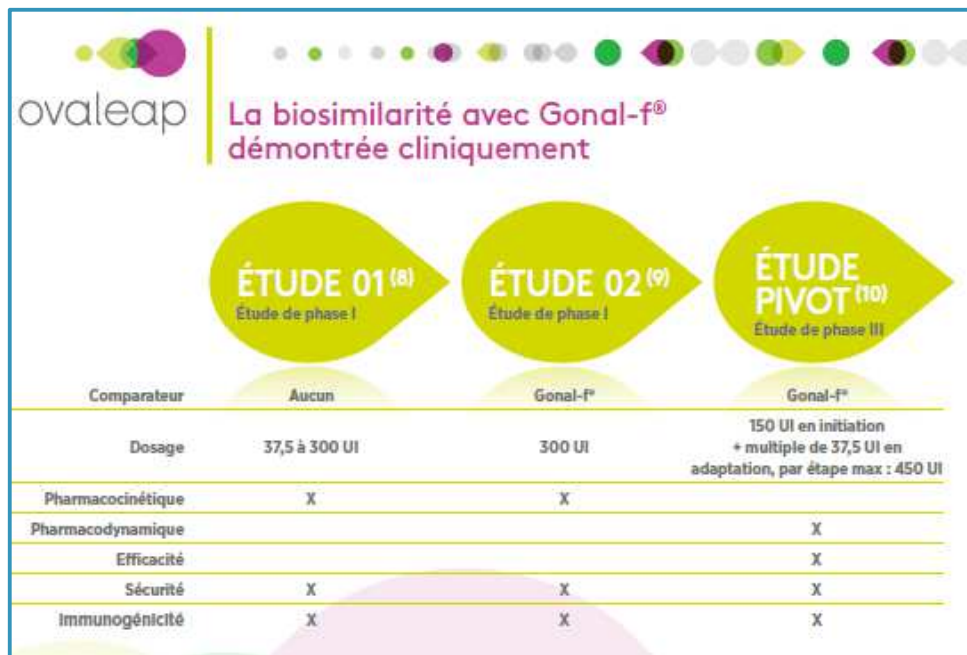 ovaleap
La biosimilarité avec Gonal-f®
démontrée cliniquement
ÉTUDE 01 (8)
Étude de phase I
ÉTUDE 02 (9)
Étude de phase I
ÉTUDE
PIVOT (10)
Étude de phase III
Comparateur Aucun Gonal-f® Gonal-f®
Dosage 37,5 à 300 UI 300 UI 150 UI en initiation
+ multiple de 37,5 UI en
adaptation, par étape max : 450 UI
Pharmacocinétique X X
Pharmacodynamique X
Efficacité X
Sécurité X X X
Immunogénicité X X X